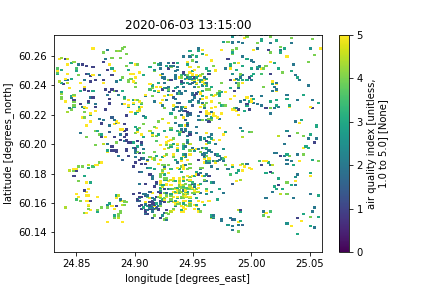 2020-06-03 13:15:00
60.26
60.24
60.22
60.20
60.18
60.16
60.14
latitude [degrees_north]
24.85 24.90 24.95 25.00 25.05
longitude [degrees_east]
5
4
3
2
1
0
air quality index [unitless,
1.0 to 5.0] [None]